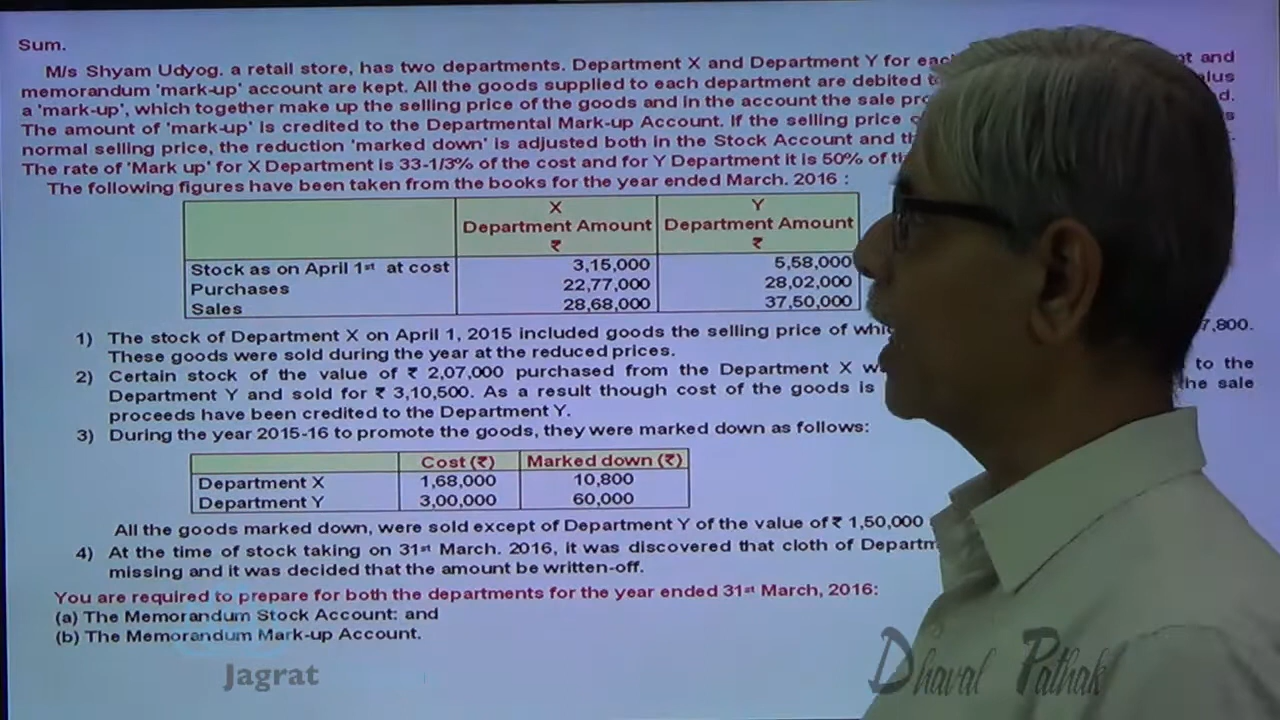 Sum.
M/s Shyam Udyog. a retail store, has two departments. Department X and Department Y for and
memorandum 'mark-up' account are kept. All the goods supplied to each department are debited
a 'mark-up', which together make up the selling price of the goods and in the account the sale
The amount of 'mark-up' is credited to the Departmental Mark-up Account. If the selling price
normal selling price, the reduction 'marked down' is adjusted both in the Stock Account and
The rate of 'Mark up' for X Department is 33-1/3% of the cost and for Y Department it is 50% of
The following figures have been taken from the books for the year ended March. 2016 :
X Department Amount ₹ Y Department Amount ₹
Stock as on April 1st at cost 3,15,000 5,58,000
Purchases 22,77,000 28,02,000
Sales 28,68,000 37,50,000
1) The stock of Department X on April 1, 2015 included goods the selling price of 7,800.
These goods were sold during the year at the reduced prices.
2) Certain stock of the value of ₹ 2,07,000 purchased from the Department X to the
Department Y and sold for ₹ 3,10,500. As a result though cost of the goods is sale
proceeds have been credited to the Department Y.
3) During the year 2015-16 to promote the goods, they were marked down as follows:
Cost (₹) Marked down (₹)
Department X 1,68,000 10,800
Department Y 3,00,000 60,000
All the goods marked down, were sold except of Department Y of the value of ₹ 1,50,000
4) At the time of stock taking on 31st March. 2016, it was discovered that cloth of
missing and it was decided that the amount be written-off.
You are required to prepare for both the departments for the year ended 31st March, 2016:
(a) The Memorandum Stock Account: and
(b) The Memorandum Mark-up Account.
Jagrat
Dhaval Pathak